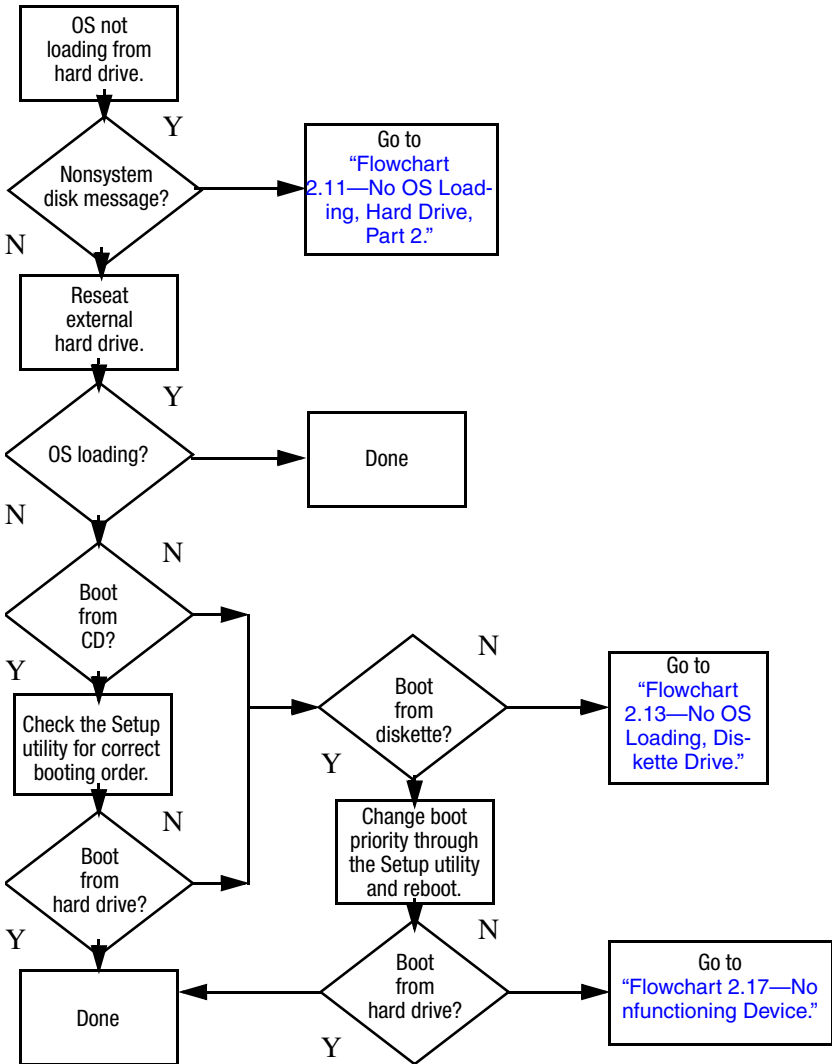 OS not
loading from
hard drive.
Y
Nonsystem
disk message?
Go to
“Flowchart
2.11—No OS Load-
ing, Hard Drive,
Part 2.”
N
Reseat
external
hard drive.
Y
OS loading?
Done
N
N
Boot
from
CD?
Y
Check the Setup
utility for correct
booting order.
N
Boot
from
hard drive?
Y
Done
N
Boot
from
diskette?
Go to
“Flowchart
2.13—No OS
Loading, Dis-
kette Drive.”
Y
Change boot
priority through
the Setup utility
and reboot.
N
Boot
from
hard drive?
Go to
“Flowchart 2.17—No
nfunctioning Device.”
Y